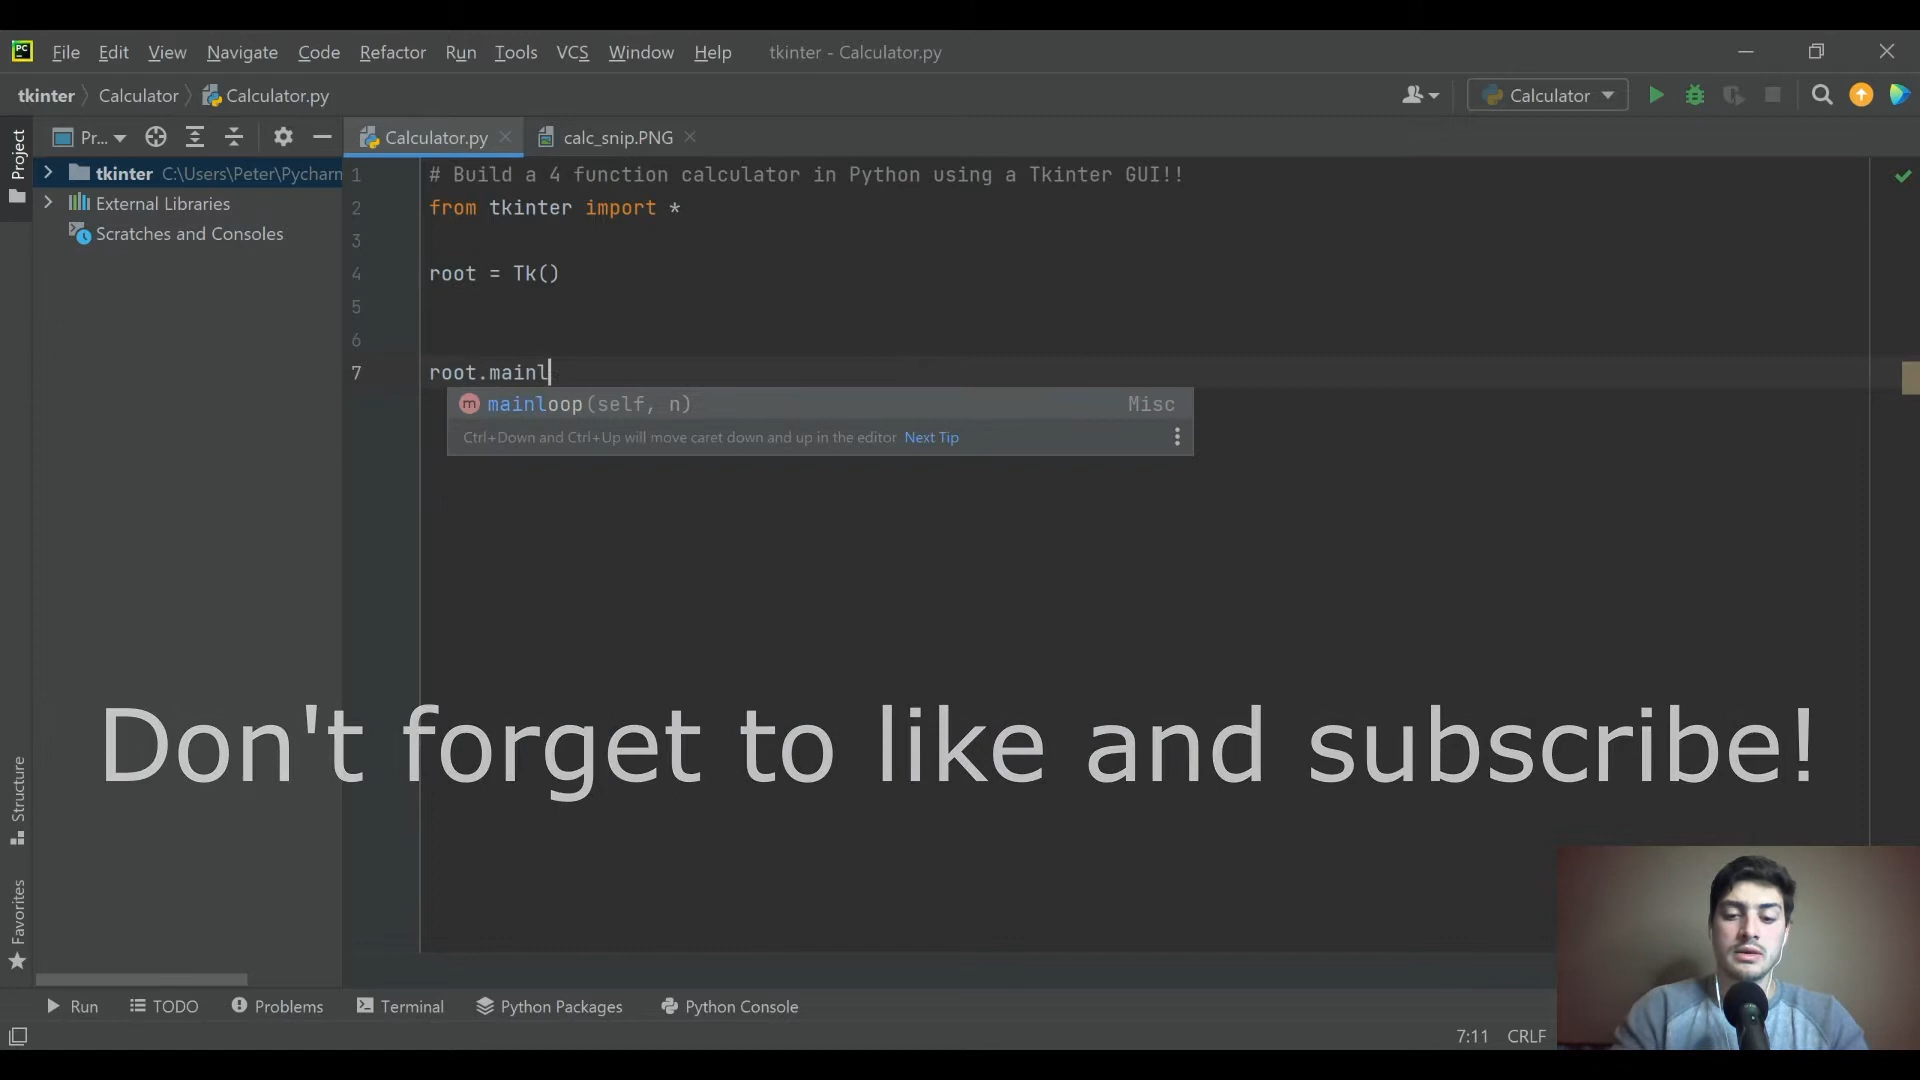 PC File Edit View Navigate Code Refactor Run Tools VCS Window Help tkinter - Calculator.py
tkinter Calculator Calculator.py Calculator
Project Pr... Calculator.py calc_snip.PNG
tkinter C:\Users\Peter\Pycharm
External Libraries
Scratches and Consoles
1 # Build a 4 function calculator in Python using a Tkinter GUI!!
2 from tkinter import *
3
4 root = Tk()
5
6
7 root.mainl
m mainloop(self, n) Misc
Ctrl+Down and Ctrl+Up will move caret down and up in the editor Next Tip
Don't forget to like and subscribe!
Structure
Favorites
Run TODO Problems Terminal Python Packages Python Console
7:11 CRLF